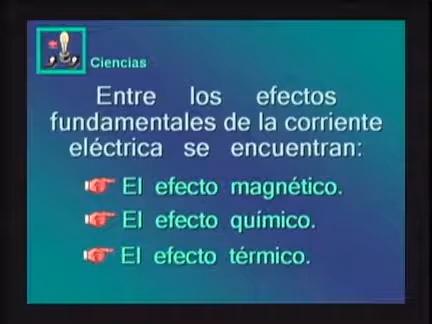 Ciencias
Entre los efectos
fundamentales de la corriente
eléctrica se encuentran:
El efecto magnético.
El efecto químico.
El efecto térmico.